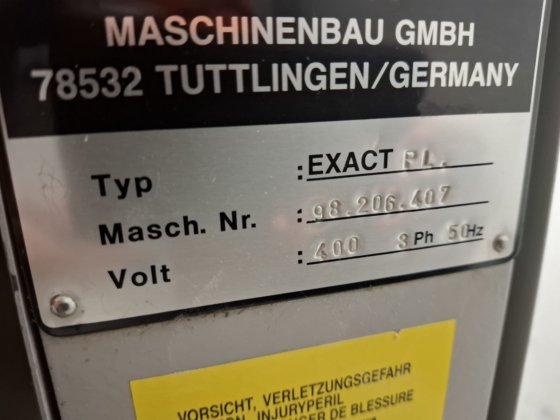 MASCHINENBAU GMBH
78532 TUTTLINGEN/GERMANY
Typ :EXACT PL.
Masch. Nr. :98.206.407
Volt :400 3Ph 50Hz
VORSICHT, VERLETZUNGSGEFAHR
INJURYPERIL
DE BLESSURE